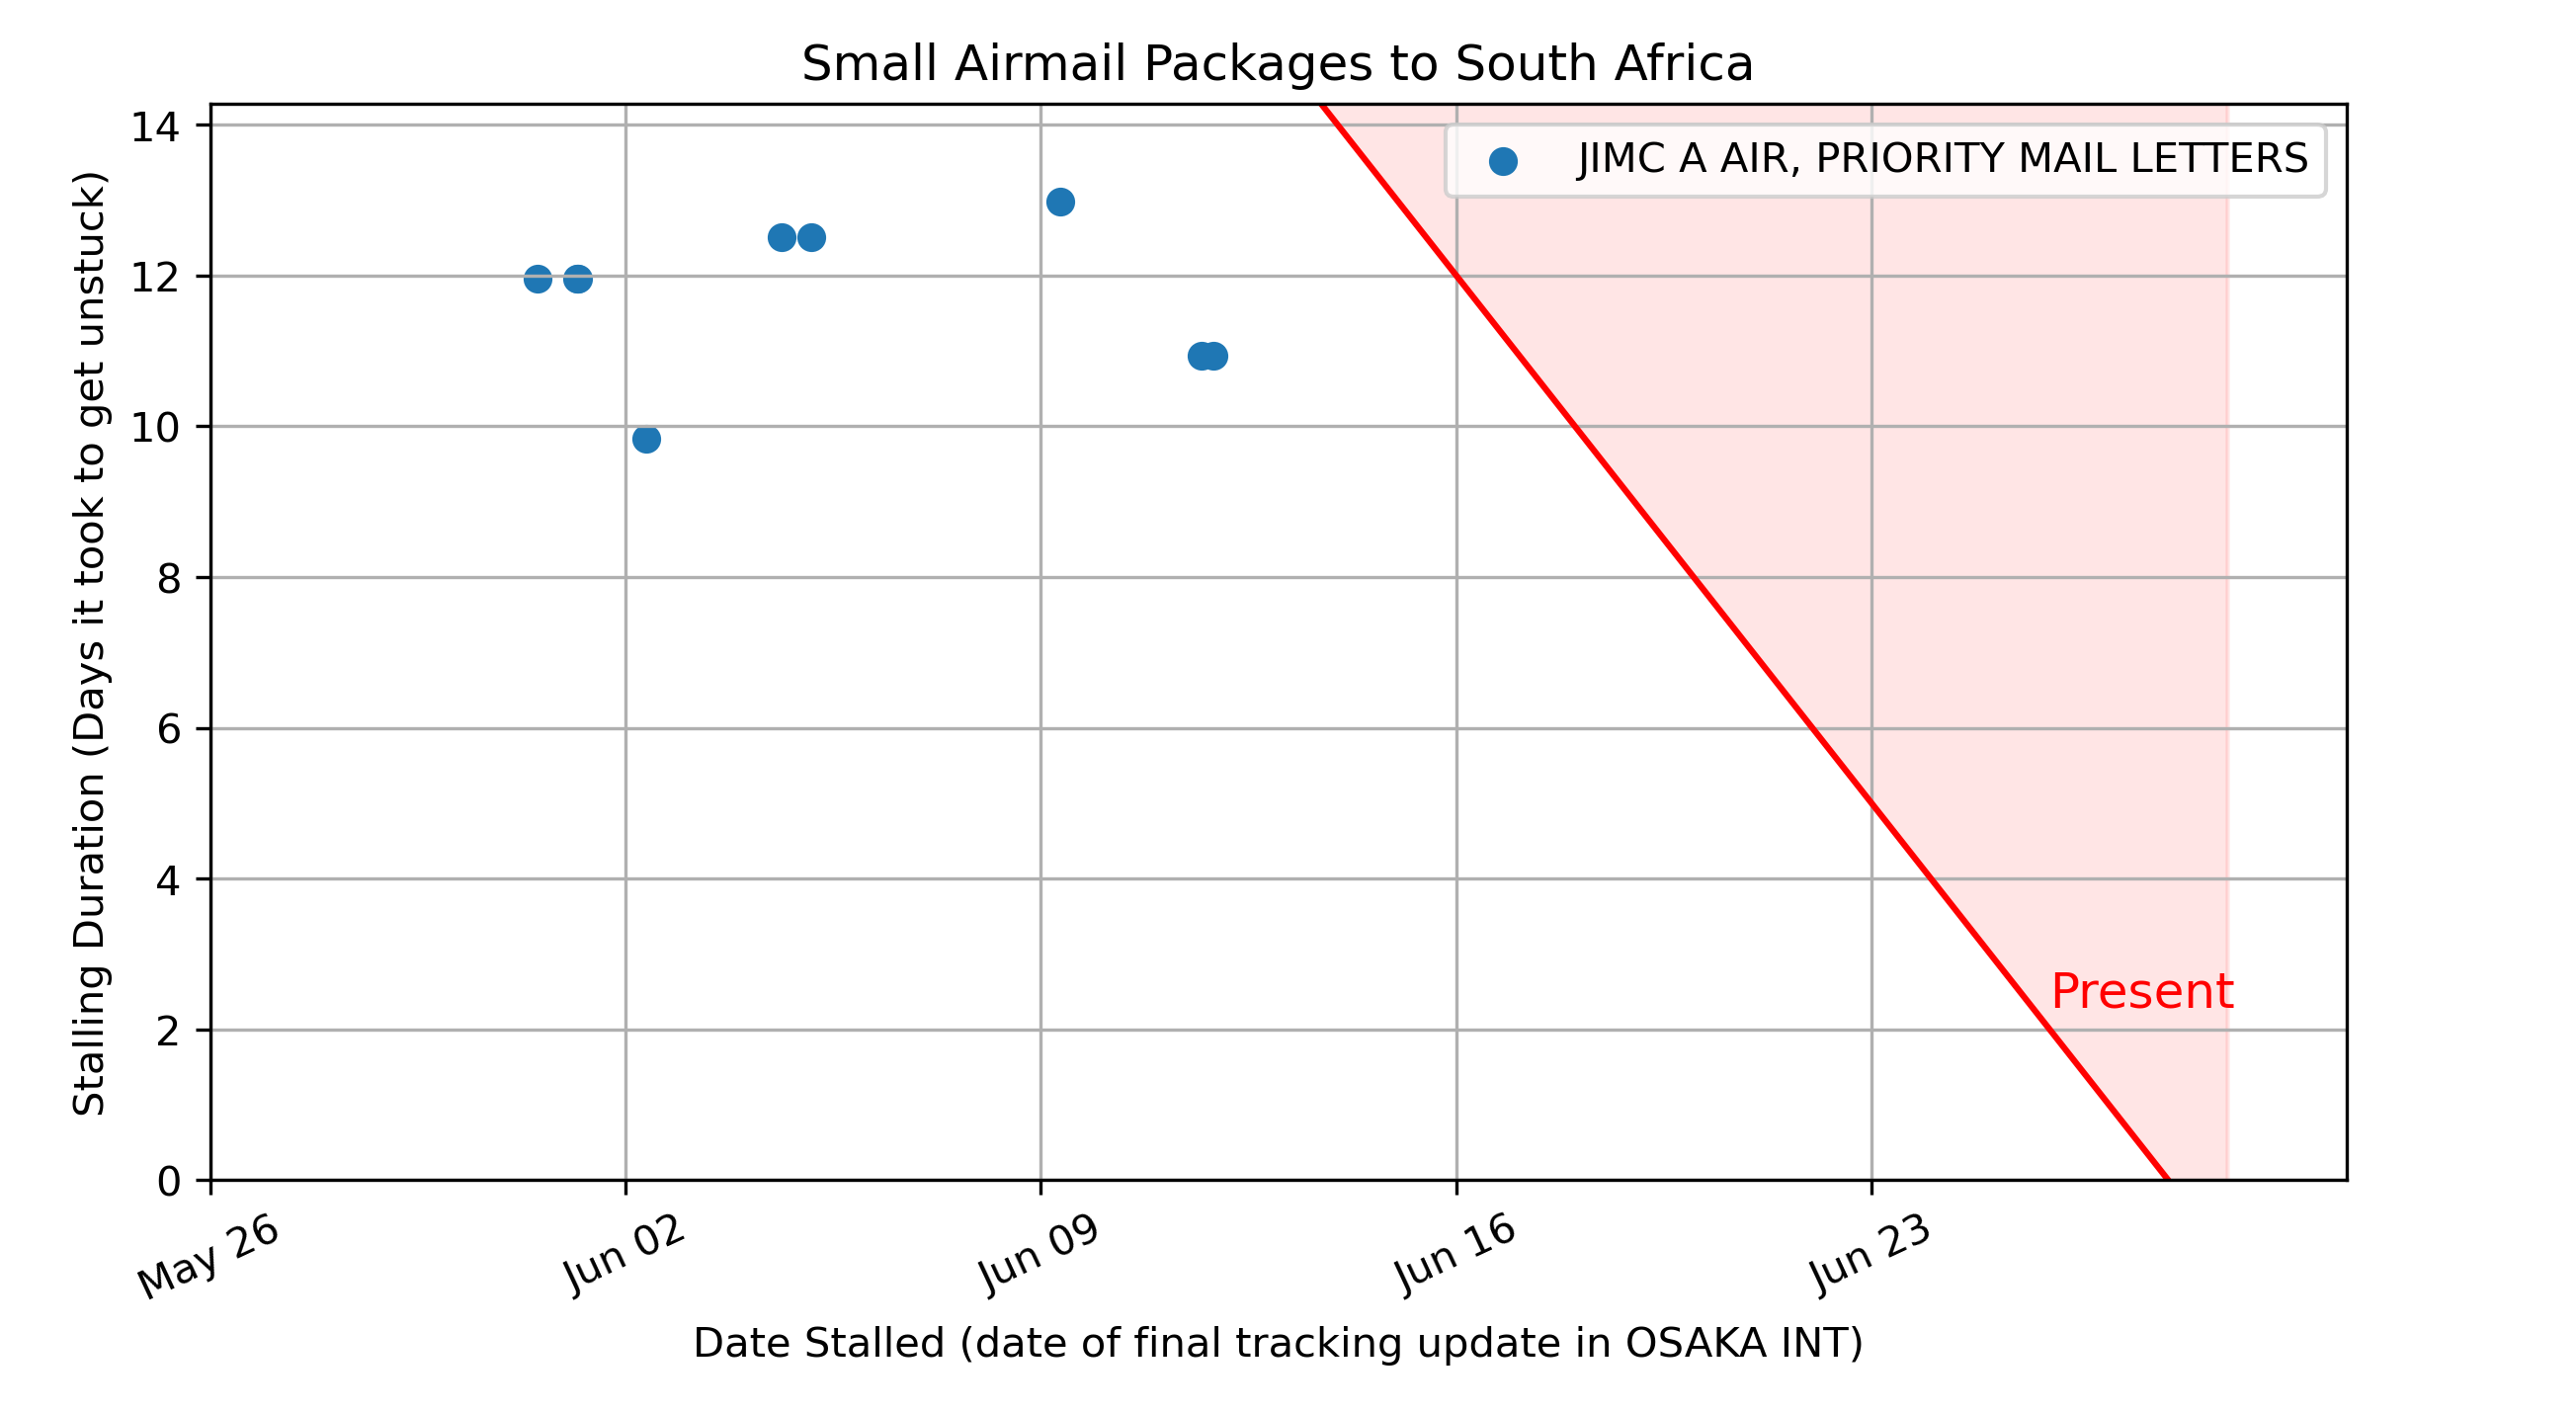 Small Airmail Packages to South Africa
Stalling Duration (Days it took to get unstuck)
14
12
10
8
6
4
2
0
JIMC A AIR, PRIORITY MAIL LETTERS
Present
May 26
Jun 02
Jun 09
Jun 16
Jun 23
Date Stalled (date of final tracking update in OSAKA INT)